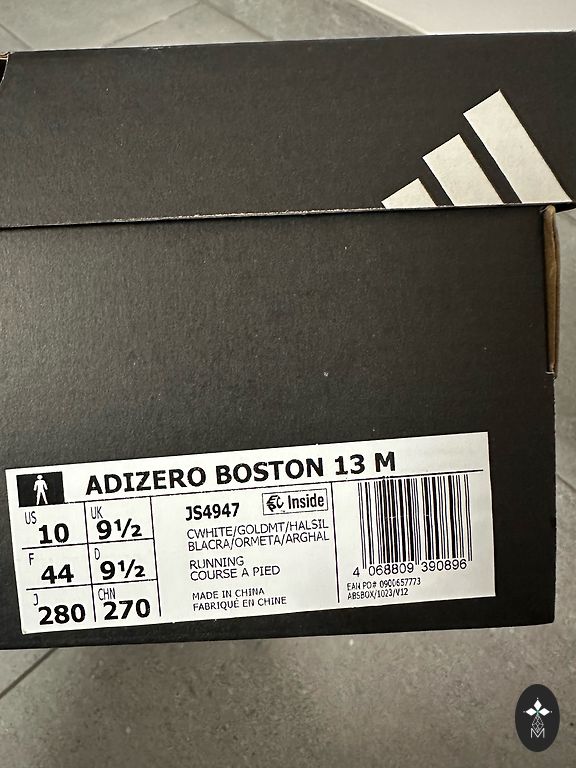 ADIZERO BOSTON 13 M
US 10 UK 9½
F 44 D 9½
J 280 CHN 270
JS4947 Inside
CWHITE/GOLDMT/HALSIL
BLACRA/ORMETA/ARGHAL
RUNNING
COURSE A PIED
MADE IN CHINA
FABRIQUÉ EN CHINE
4 068809 390896
EAN PO# 0900657773
ABSBOX/1023/V12
M